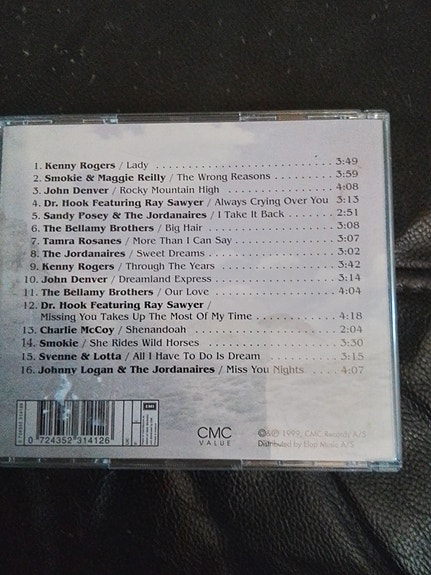 1. Kenny Rogers / Lady . . . . . . . . . . . . . . . . . . . . . . . . . . . . 3:49
2. Smokie & Maggie Reilly / The Wrong Reasons . . . . . . . . . . . . 3:59
3. John Denver / Rocky Mountain High . . . . . . . . . . . . . . . . . . 4:08
4. Dr. Hook Featuring Ray Sawyer / Always Crying Over You 3:13
5. Sandy Posey & The Jordanaires / I Take It Back . . . . . . . . . 2:51
6. The Bellamy Brothers / Big Hair . . . . . . . . . . . . . . . . . . . . 3:08
7. Tamra Rosanes / More Than I Can Say . . . . . . . . . . . . . . . . 3:07
8. The Jordanaires / Sweet Dreams . . . . . . . . . . . . . . . . . . . . 3:02
9. Kenny Rogers / Through The Years . . . . . . . . . . . . . . . . . . 3:42
10. John Denver / Dreamland Express . . . . . . . . . . . . . . . . . . . 3:14
11. The Bellamy Brothers / Our Love . . . . . . . . . . . . . . . . . . . 4:04
12. Dr. Hook Featuring Ray Sawyer /
Missing You Takes Up The Most Of My Time . . . . . . . . . . . . . 4:18
13. Charlie McCoy / Shenandoah . . . . . . . . . . . . . . . . . . . . . . 2:04
14. Smokie / She Rides Wild Horses . . . . . . . . . . . . . . . . . . . . 3:30
15. Svenne & Lotta / All I Have To Do Is Dream . . . . . . . . . . . . 3:15
16. Johnny Logan & The Jordanaires / Miss You Nights . . . . 4:07
EMI
0 724352 314126
CMC
VALUE
©&℗ 1999, CMC Records A/S
Distributed by Elap Music A/S